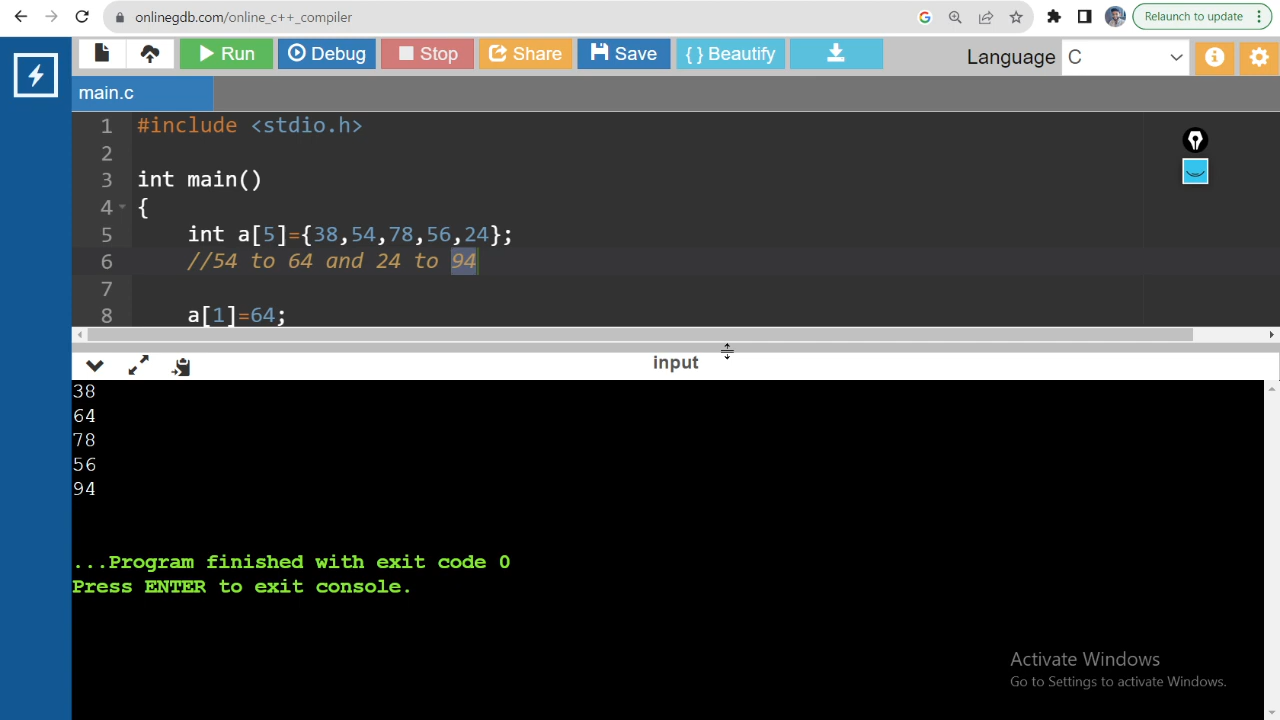 onlinegdb.com/online_c++_compiler
Relaunch to update
Run
Debug
Stop
Share
Save
{ } Beautify
Language C
main.c
1 #include <stdio.h>
2
3 int main()
4 {
5 int a[5]={38,54,78,56,24};
6 //54 to 64 and 24 to 94
7
8 a[1]=64;
input
38
64
78
56
94
...Program finished with exit code 0
Press ENTER to exit console.
Activate Windows
Go to Settings to activate Windows.